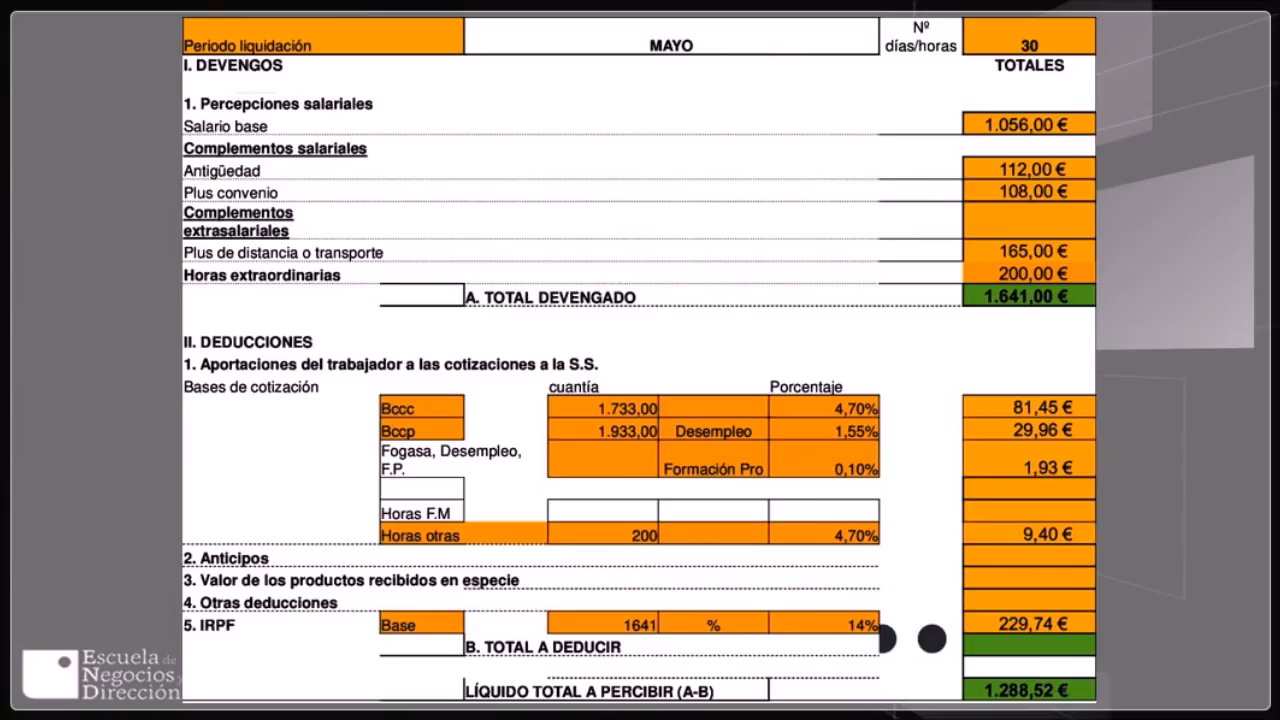 Periodo liquidación MAYO Nº días/horas 30
I. DEVENGOS TOTALES
1. Percepciones salariales
Salario base 1.056,00 €
Complementos salariales
Antigüedad 112,00 €
Plus convenio 108,00 €
Complementos
extrasalariales
Plus de distancia o transporte 165,00 €
Horas extraordinarias 200,00 €
A. TOTAL DEVENGADO 1.641,00 €
II. DEDUCCIONES
1. Aportaciones del trabajador a las cotizaciones a la S.S.
Bases de cotización cuantía Porcentaje
Bccc 1.733,00 4,70% 81,45 €
Bccp 1.933,00 Desempleo 1,55% 29,96 €
Fogasa, Desempleo,
F.P. Formación Pro 0,10% 1,93 €
Horas F.M
Horas otras 200 4,70% 9,40 €
2. Anticipos
3. Valor de los productos recibidos en especie
4. Otras deducciones
5. IRPF Base 1641 % 14% 229,74 €
B. TOTAL A DEDUCIR
LÍQUIDO TOTAL A PERCIBIR (A-B) 1.288,52 €
Escuela de
Negocios y
Dirección